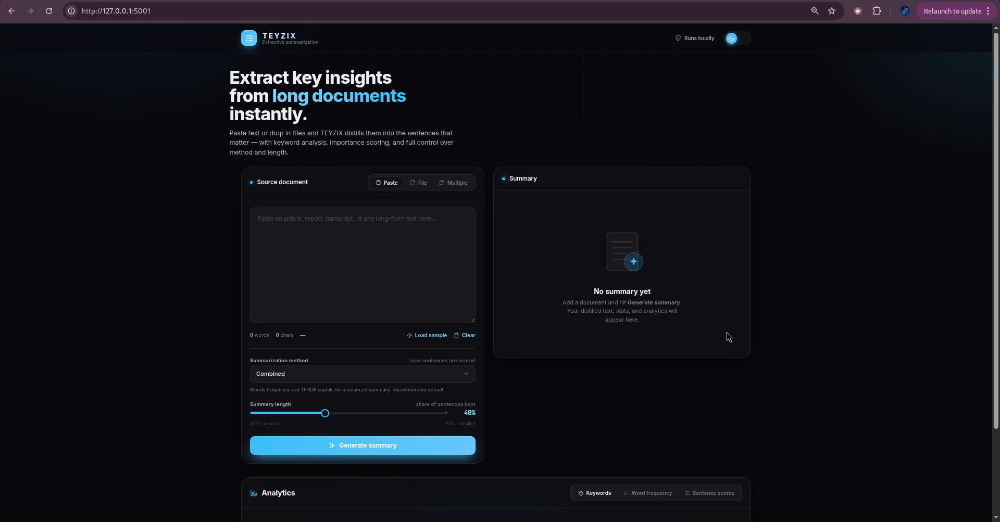 http://127.0.0.1:5001
Relaunch to update
TEYZIX
Extractive summarization
Runs locally
Extract key insights
from long documents
instantly.
Paste text or drop in files and TEYZIX distills them into the sentences that
matter — with keyword analysis, importance scoring, and full control over
method and length.
Source document
Paste
File
Multiple
Paste an article, report, transcript, or any long-form text here...
0 words
0 chars
—
Load sample
Clear
Summarization method
how sentences are scored
Combined
Blends frequency and TF-IDF signals for a balanced summary. Recommended default.
Summary length
share of sentences kept
40%
10% · concise
90% · detailed
Generate summary
Summary
No summary yet
Add a document and hit Generate summary.
Your distilled text, stats, and analytics will
appear here.
Analytics
Keywords
Word frequency
Sentence scores